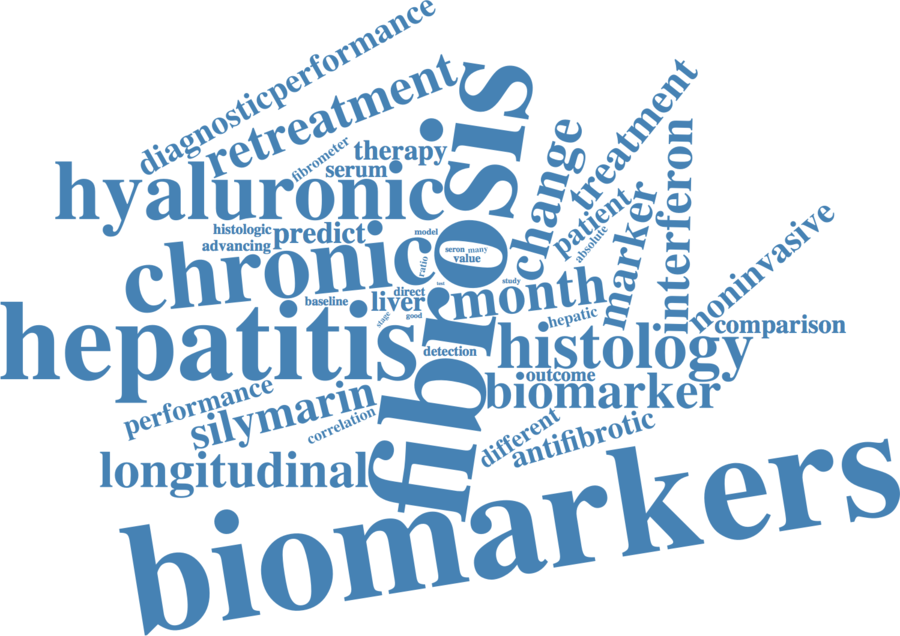 diagnosticperformance
retreatment
fibrometer
therapy
serum
hyaluronic
fibrosis
change
treatment
patient
absolute
marker
interferon
noninvasive
histologic
predict
advancing
model
chronic
seron
many
value
ratio
test
study
direct
baseline
liver
stage
good
month
hepatic
comparison
hepatitis
detection
histology
outcome
biomarker
performance
silymarin
correlation
different
antifibrotic
longitudinal
biomarkers